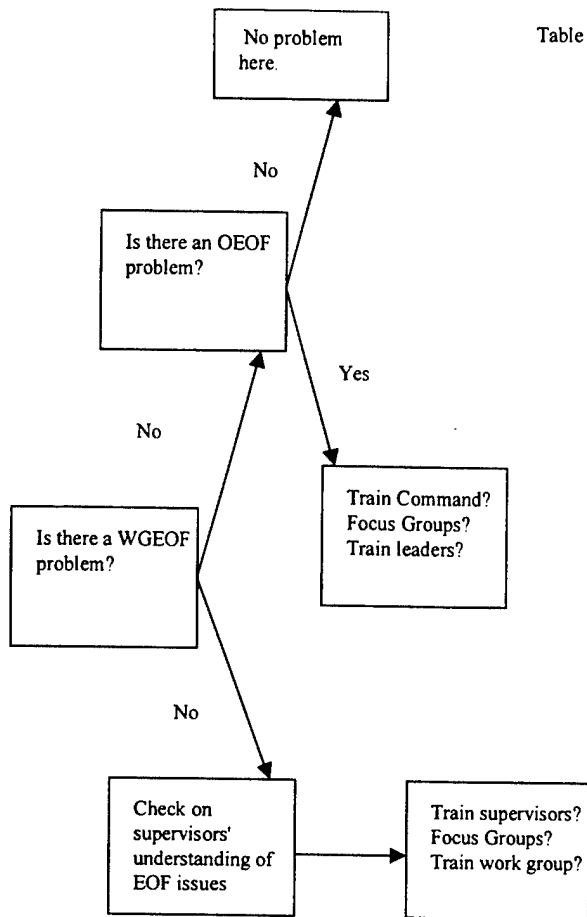 No problem
here.
Table
No
Is there an OEOF
problem?
Yes
No
Train Command?
Focus Groups?
Train leaders?
Is there a WGEOF
problem?
No
Check on
supervisors'
understanding of
EOF issues
Train supervisors?
Focus Groups?
Train work group?